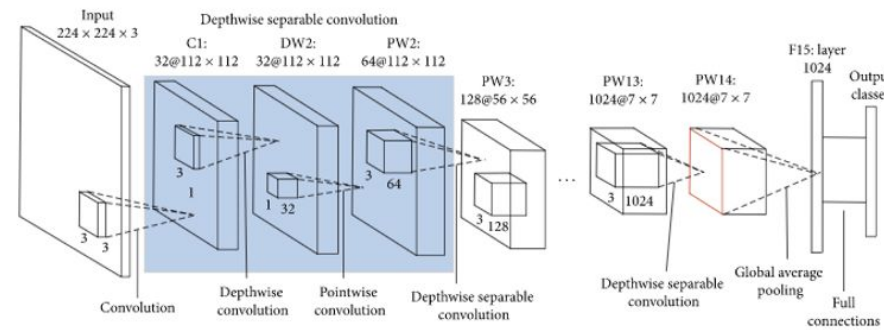 Input
224 × 224 × 3
Depthwise separable convolution
C1:
32@112 × 112
DW2:
32@112 × 112
PW2:
64@112 × 112
PW3:
128@56 × 56
PW13:
1024@7 × 7
PW14:
1024@7 × 7
F15: layer
1024
Output
classes
3
3
3
1
1
32
3
64
3
128
...
3
1024
Convolution
Depthwise
convolution
Pointwise
convolution
Depthwise separable
convolution
Depthwise separable
convolution
Global average
pooling
Full
connections